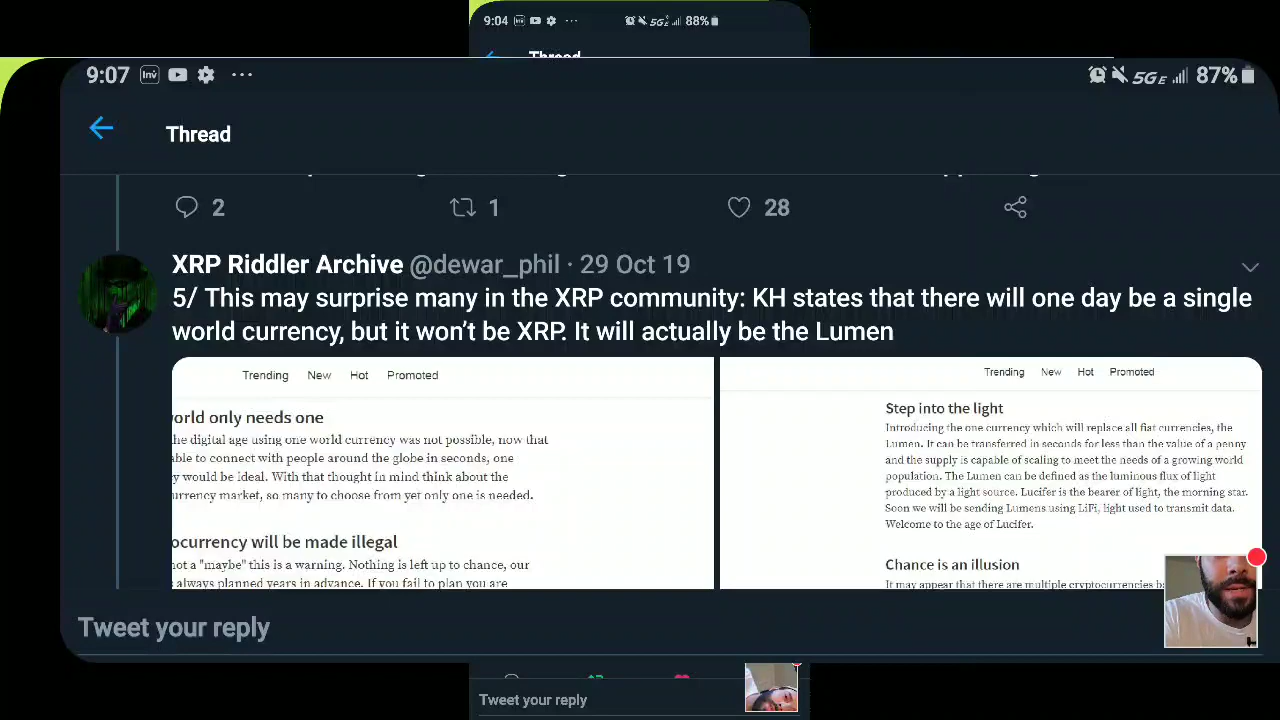 9:04 88%
Thread
9:07 Inv 5GE 87%
Thread
2 1 28
XRP Riddler Archive @dewar_phil · 29 Oct 19
5/ This may surprise many in the XRP community: KH states that there will one day be a single
world currency, but it won’t be XRP. It will actually be the Lumen
Trending New Hot Promoted
orld only needs one
he digital age using one world currency was not possible, now that
able to connect with people around the globe in seconds, one
y would be ideal. With that thought in mind think about the
urrency market, so many to choose from yet only one is needed.
ocurrency will be made illegal
not a "maybe" this is a warning. Nothing is left up to chance, our
always planned years in advance. If you fail to plan you are
Trending New Hot Promoted
Step into the light
Introducing the one currency which will replace all fiat currencies, the
Lumen. It can be transferred in seconds for less than the value of a penny
and the supply is capable of scaling to meet the needs of a growing world
population. The Lumen can be defined as the luminous flux of light
produced by a light source. Lucifer is the bearer of light, the morning star.
Soon we will be sending Lumens using LiFi, light used to transmit data.
Welcome to the age of Lucifer.
Chance is an illusion
It may appear that there are multiple cryptocurrencies
Tweet your reply
Tweet your reply